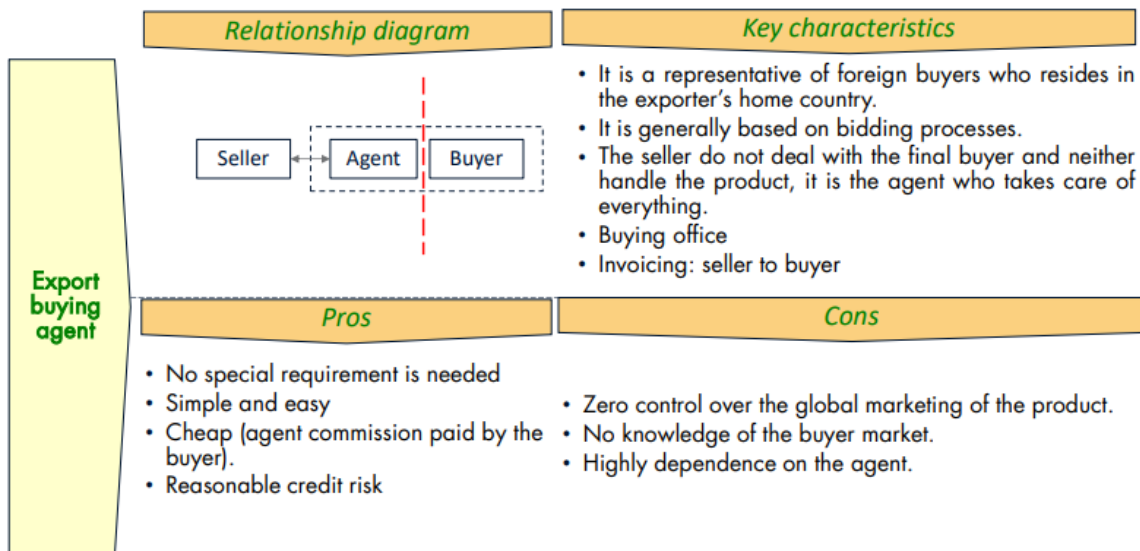 Relationship diagram
Key characteristics
Seller
Agent
Buyer
• It is a representative of foreign buyers who resides in
the exporter’s home country.
• It is generally based on bidding processes.
• The seller do not deal with the final buyer and neither
handle the product, it is the agent who takes care of
everything.
• Buying office
• Invoicing: seller to buyer
Export
buying
agent
Pros
Cons
• No special requirement is needed
• Simple and easy
• Cheap (agent commission paid by the
buyer).
• Reasonable credit risk
• Zero control over the global marketing of the product.
• No knowledge of the buyer market.
• Highly dependence on the agent.